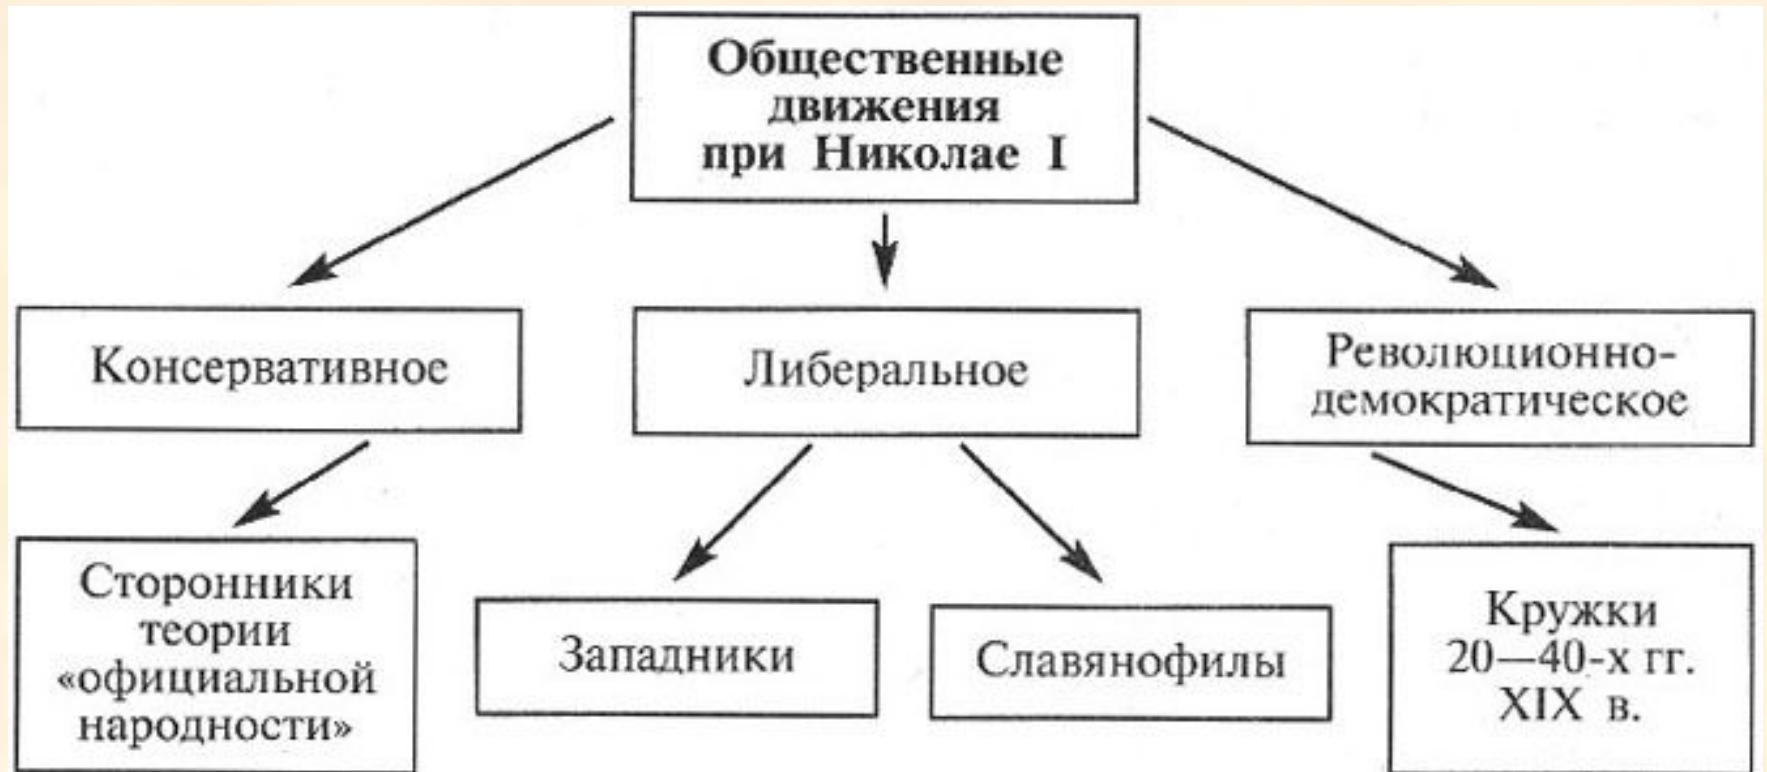 Общественные
движения
при Николае I
Консервативное
Либеральное
Революционно-
демократическое
Сторонники
теории
«официальной
народности»
Западники
Славянофилы
Кружки
20—40-х гг.
XIX в.